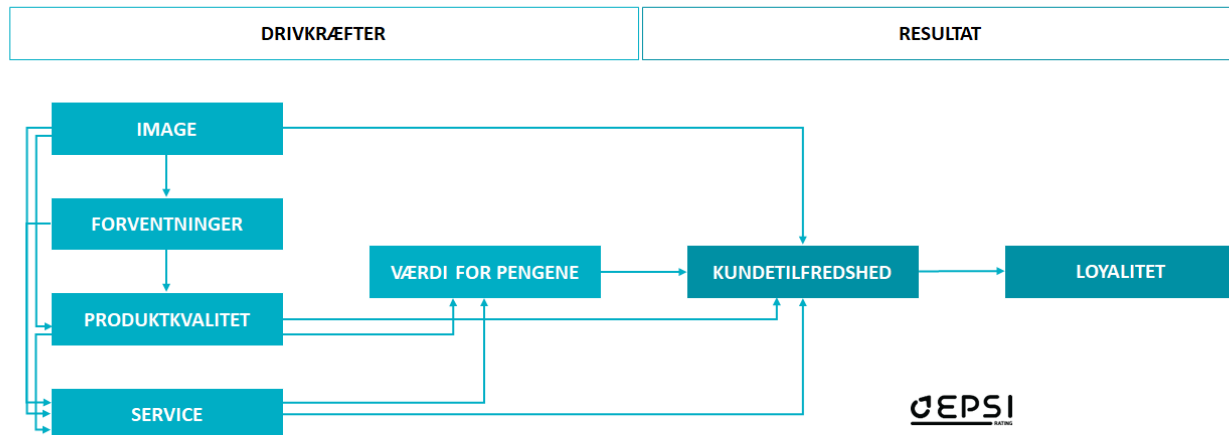 DRIVKRÆFTER
RESULTAT
IMAGE
FORVENTNINGER
VÆRDI FOR PENGENE
KUNDETILFREDSHED
LOYALITET
PRODUKTKVALITET
SERVICE
EPSI
RATING